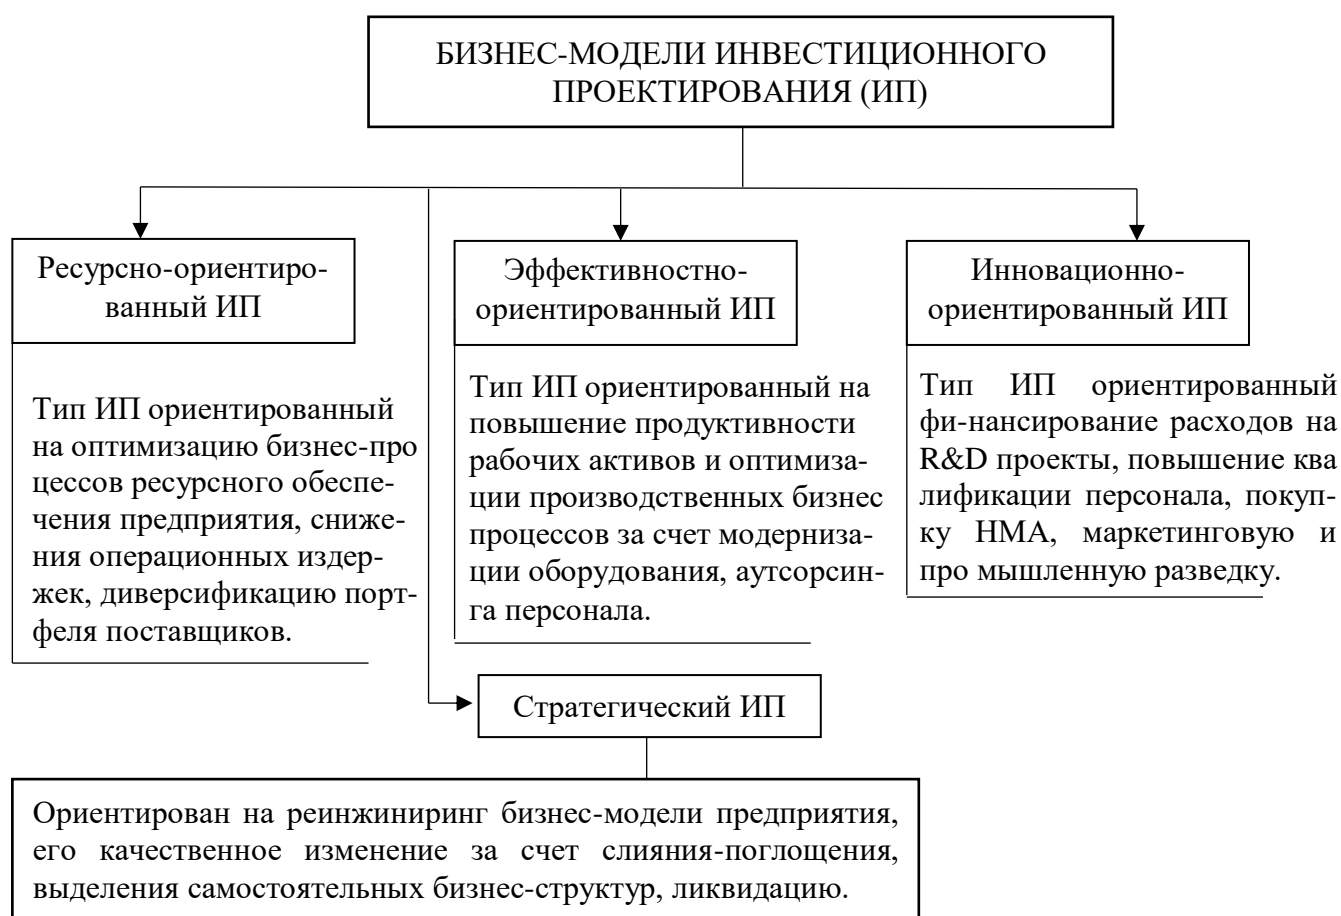 БИЗНЕС-МОДЕЛИ ИНВЕСТИЦИОННОГО
ПРОЕКТИРОВАНИЯ (ИП)
Ресурсно-ориентиро-
ванный ИП
Тип ИП ориентированный
на оптимизацию бизнес-про
цессов ресурсного обеспе-
чения предприятия, сниже-
ния операционных издер-
жек, диверсификацию порт-
феля поставщиков.
Эффективностно-
ориентированный ИП
Тип ИП ориентированный на
повышение продуктивности
рабочих активов и оптимиза-
ции производственных бизнес
процессов за счет модерниза-
ции оборудования, аутсорсин-
га персонала.
Инновационно-
ориентированный ИП
Тип ИП ориентированный
фи-нансирование расходов на
R&D проекты, повышение ква
лификации персонала, покуп-
ку НМА, маркетинговую и
про мышленную разведку.
Стратегический ИП
Ориентирован на реинжиниринг бизнес-модели предприятия,
его качественное изменение за счет слияния-поглощения,
выделения самостоятельных бизнес-структур, ликвидацию.